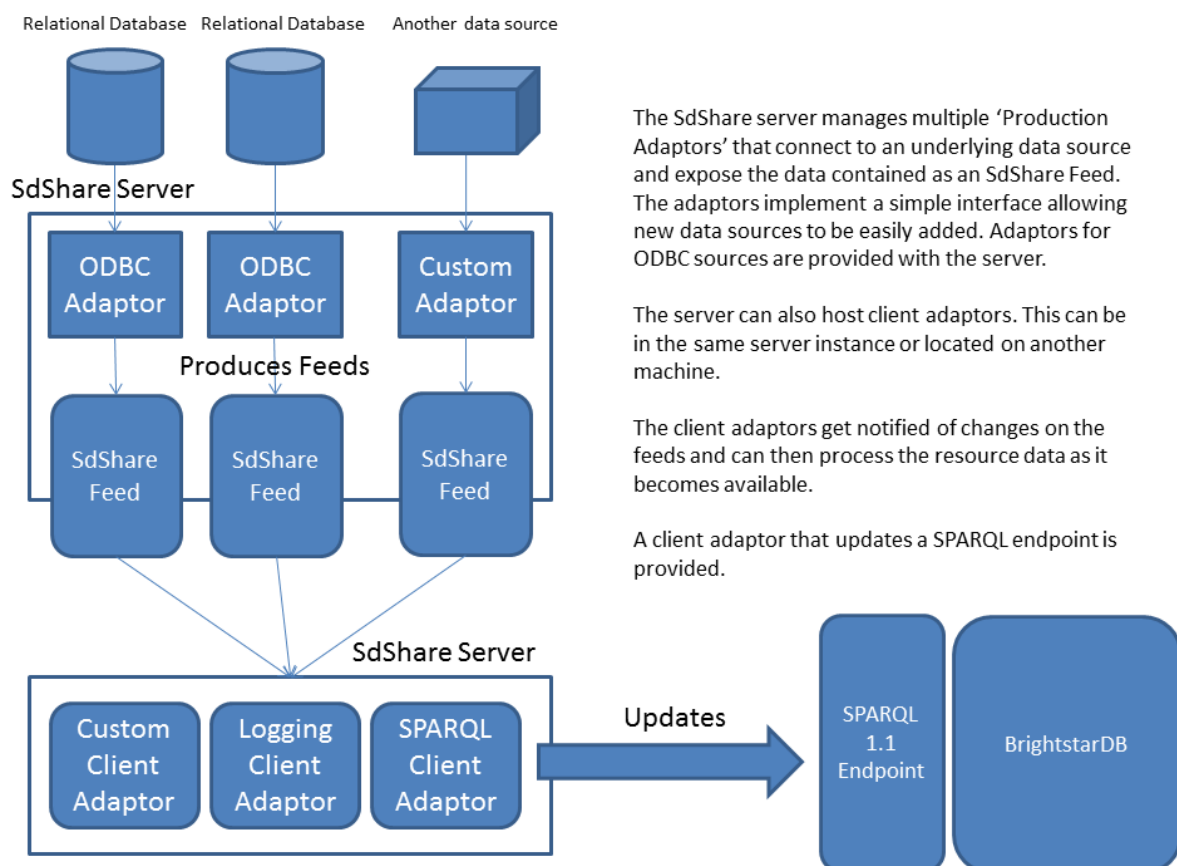 Relational Database
Relational Database
Another data source
SdShare Server
ODBC
Adaptor
ODBC
Adaptor
Custom
Adaptor
Produces Feeds
SdShare
Feed
SdShare
Feed
SdShare
Feed
The SdShare server manages multiple ‘Production
Adaptors’ that connect to an underlying data source
and expose the data contained as an SdShare Feed.
The adaptors implement a simple interface allowing
new data sources to be easily added. Adaptors for
ODBC sources are provided with the server.
The server can also host client adaptors. This can be
in the same server instance or located on another
machine.
The client adaptors get notified of changes on the
feeds and can then process the resource data as it
becomes available.
A client adaptor that updates a SPARQL endpoint is
provided.
SdShare Server
Custom
Client
Adaptor
Logging
Client
Adaptor
SPARQL
Client
Adaptor
Updates
SPARQL
1.1
Endpoint
BrightstarDB